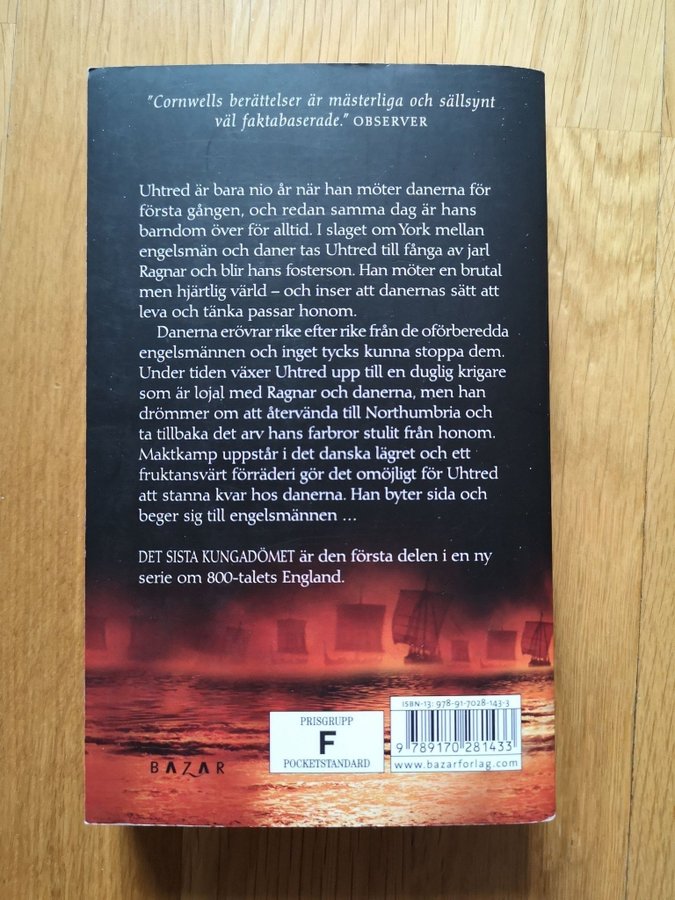 "Cornwells berättelser är mästerliga och sällsynt
väl faktabaserade." OBSERVER
Uhtred är bara nio år när han möter danerna för
första gången, och redan samma dag är hans
barndom över för alltid. I slaget om York mellan
engelsmän och daner tas Uhtred till fånga av jarl
Ragnar och blir hans fosterson. Han möter en brutal
men hjärtlig värld – och inser att danernas sätt att
leva och tänka passar honom.
Danerna erövrar rike efter rike från de oförberedda
engelsmännen och inget tycks kunna stoppa dem.
Under tiden växer Uhtred upp till en duglig krigare
som är lojal med Ragnar och danerna, men han
drömmer om att återvända till Northumbria och
ta tillbaka det arv hans farbror stulit från honom.
Maktkamp uppstår i det danska lägret och ett
fruktansvärt förräderi gör det omöjligt för Uhtred
att stanna kvar hos danerna. Han byter sida och
beger sig till engelsmännen ...
DET SISTA KUNGADÖMET är den första delen i en ny
serie om 800-talets England.
ISBN-13: 978-91-7028-143-3
PRISGRUPP
F
POCKETSTANDARD
9 789170 281433
www.bazarforlag.com
BAZAR